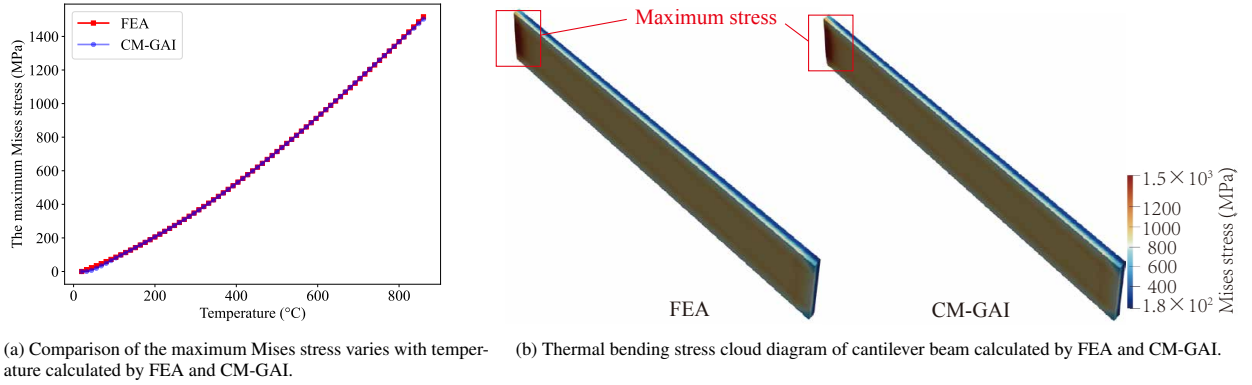 FEA
CM-GAI
The maximum Mises stress (MPa)
1400
1200
1000
800
600
400
200
0
0
200
400
600
800
Temperature (°C)
Maximum stress
FEA
CM-GAI
1.5×10³
1200
1000
800
600
400
1.8×10²
Mises stress (MPa)
(a) Comparison of the maximum Mises stress varies with temper-
ature calculated by FEA and CM-GAI.
(b) Thermal bending stress cloud diagram of cantilever beam calculated by FEA and CM-GAI.